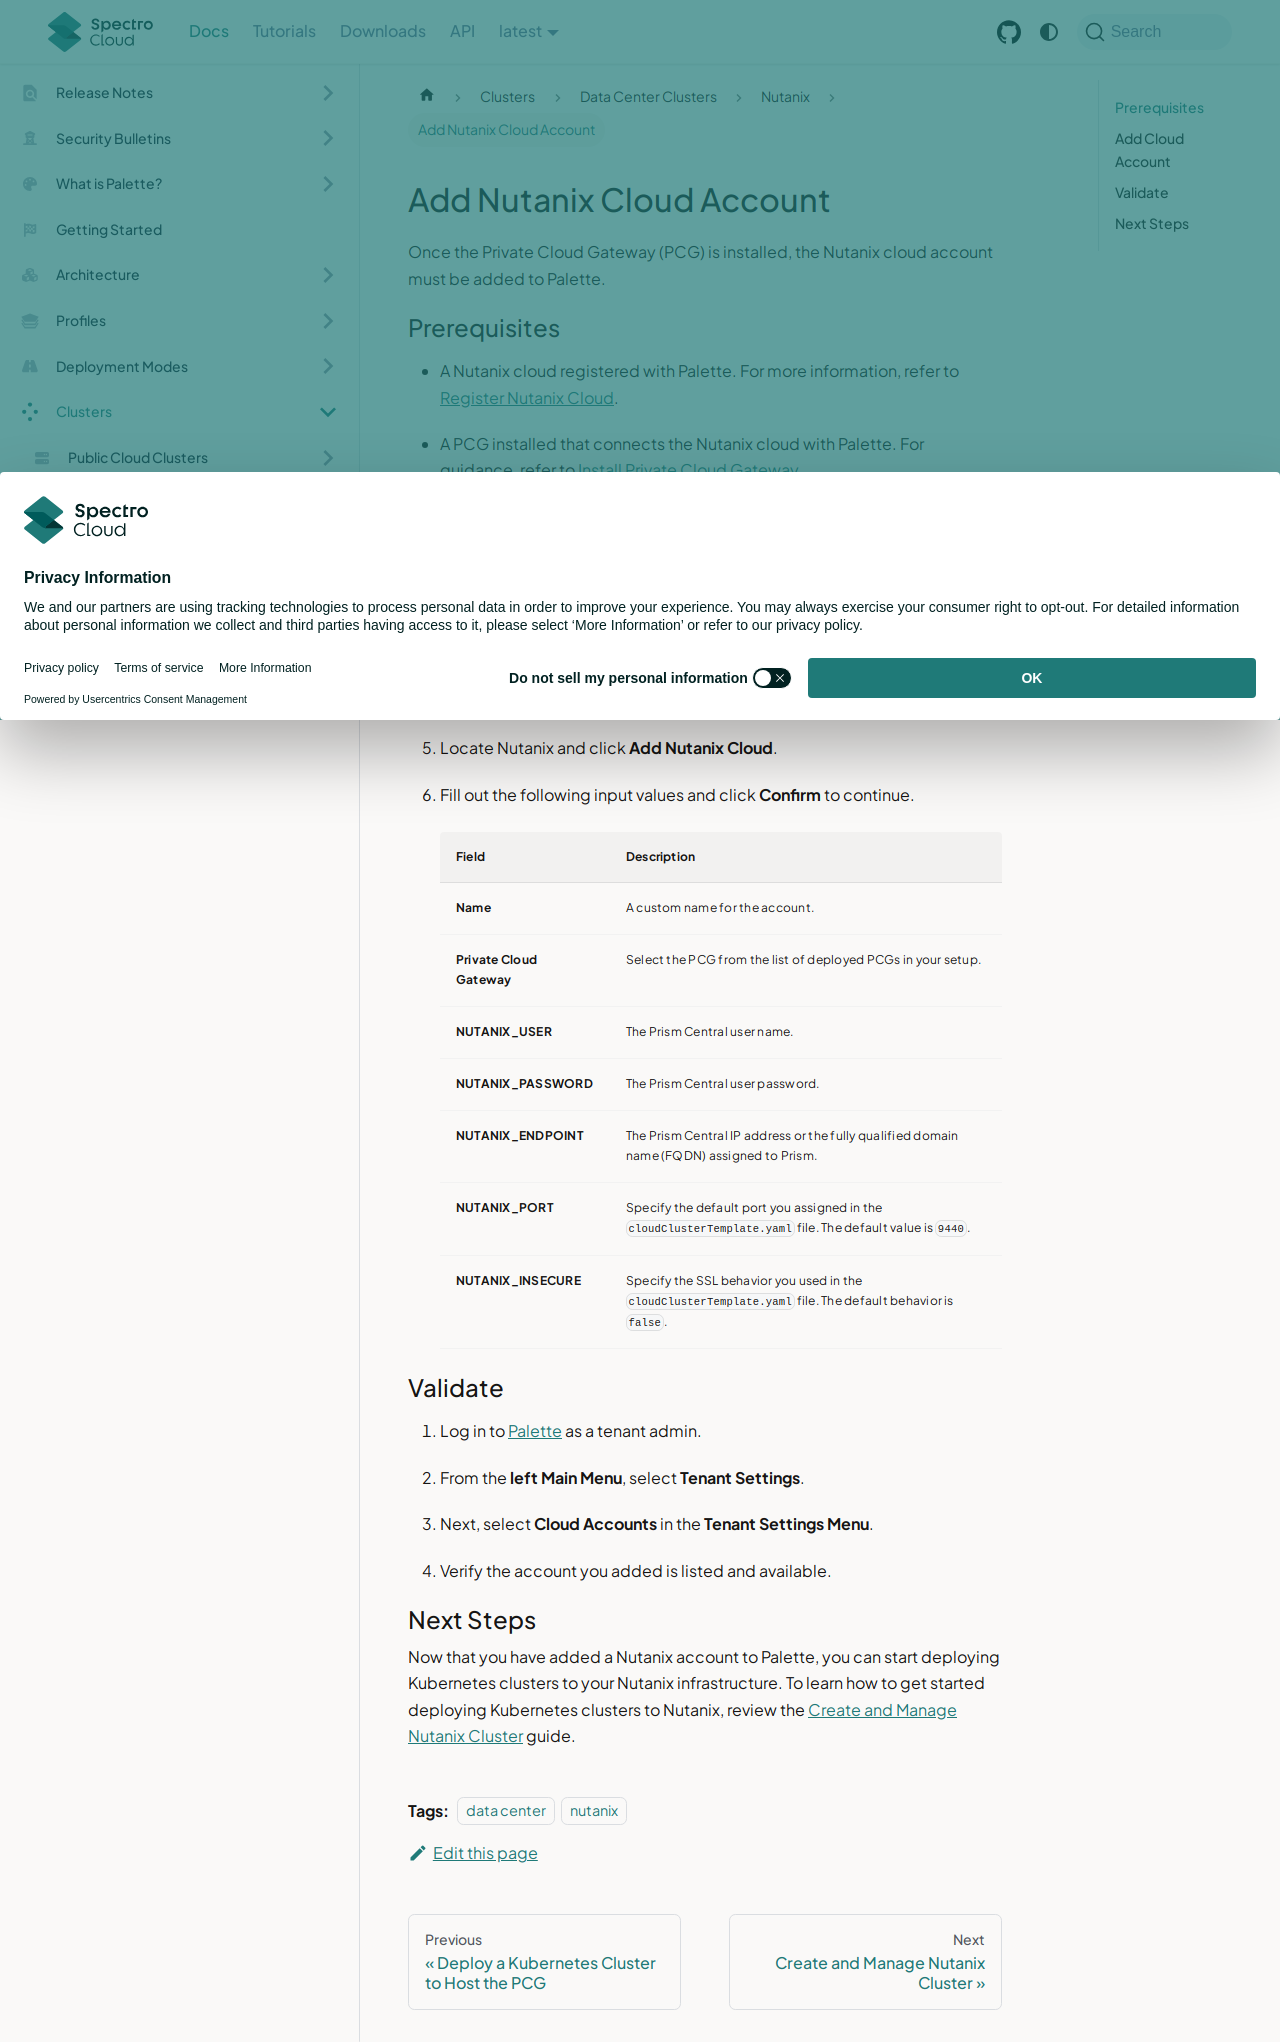 Spectro Cloud
Docs
Tutorials
Downloads
API
latest
Search
Release Notes
Security Bulletins
What is Palette?
Getting Started
Architecture
Profiles
Deployment Modes
Clusters
Public Cloud Clusters
Clusters
Data Center Clusters
Nutanix
Add Nutanix Cloud Account
Prerequisites
Add Cloud
Account
Validate
Next Steps
Add Nutanix Cloud Account
Once the Private Cloud Gateway (PCG) is installed, the Nutanix cloud account
must be added to Palette.
Prerequisites
A Nutanix cloud registered with Palette. For more information, refer to
Register Nutanix Cloud.
A PCG installed that connects the Nutanix cloud with Palette. For
guidance, refer to Install Private Cloud Gateway.
Spectro
Cloud
Privacy Information
We and our partners are using tracking technologies to process personal data in order to improve your experience. You may always exercise your consumer right to opt-out. For detailed information
about personal information we collect and third parties having access to it, please select ‘More Information’ or refer to our privacy policy.
Privacy policy
Terms of service
More Information
Powered by Usercentrics Consent Management
Do not sell my personal information
OK
5. Locate Nutanix and click Add Nutanix Cloud.
6. Fill out the following input values and click Confirm to continue.
Field Description
Name A custom name for the account.
Private Cloud Select the PCG from the list of deployed PCGs in your setup.
Gateway
NUTANIX_USER The Prism Central user name.
NUTANIX_PASSWORD The Prism Central user password.
NUTANIX_ENDPOINT The Prism Central IP address or the fully qualified domain
name (FQDN) assigned to Prism.
NUTANIX_PORT Specify the default port you assigned in the
cloudClusterTemplate.yaml file. The default value is 9440.
NUTANIX_INSECURE Specify the SSL behavior you used in the
cloudClusterTemplate.yaml file. The default behavior is
false.
Validate
1. Log in to Palette as a tenant admin.
2. From the left Main Menu, select Tenant Settings.
3. Next, select Cloud Accounts in the Tenant Settings Menu.
4. Verify the account you added is listed and available.
Next Steps
Now that you have added a Nutanix account to Palette, you can start deploying
Kubernetes clusters to your Nutanix infrastructure. To learn how to get started
deploying Kubernetes clusters to Nutanix, review the Create and Manage
Nutanix Cluster guide.
Tags: data center nutanix
Edit this page
Previous
« Deploy a Kubernetes Cluster
to Host the PCG
Next
Create and Manage Nutanix
Cluster »